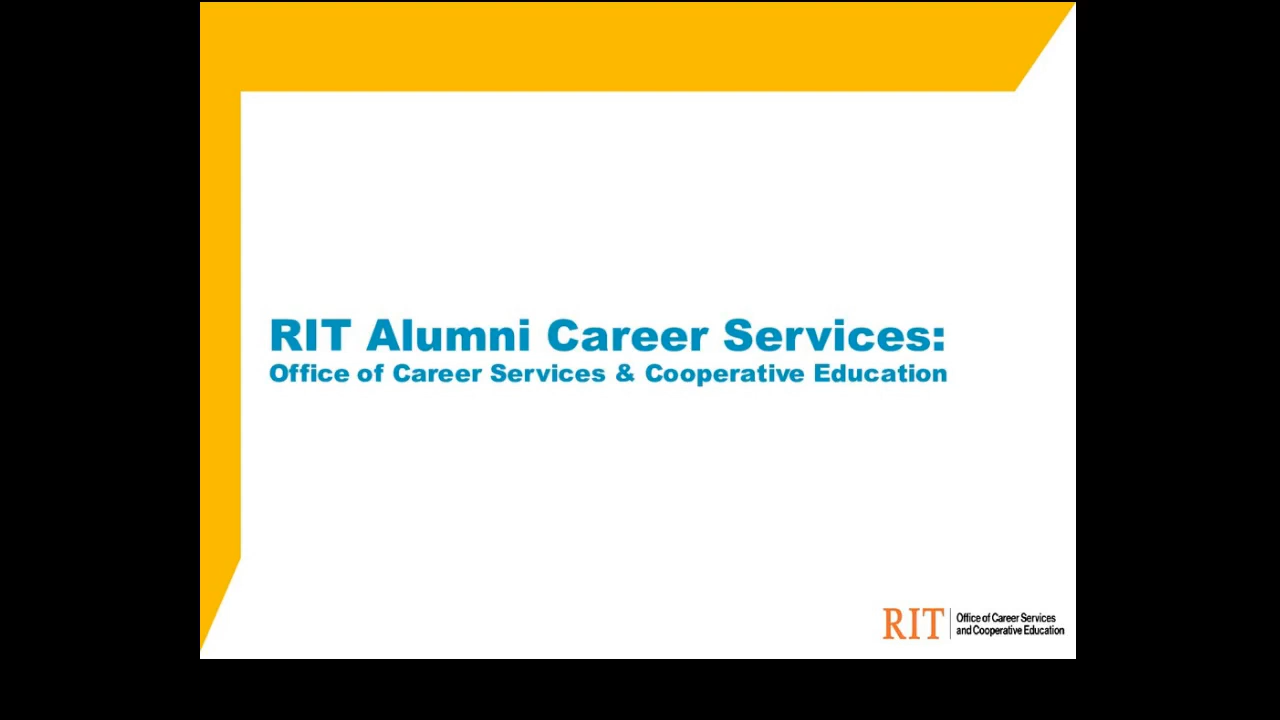 RIT Alumni Career Services:
Office of Career Services & Cooperative Education
RIT
Office of Career Services
and Cooperative Education